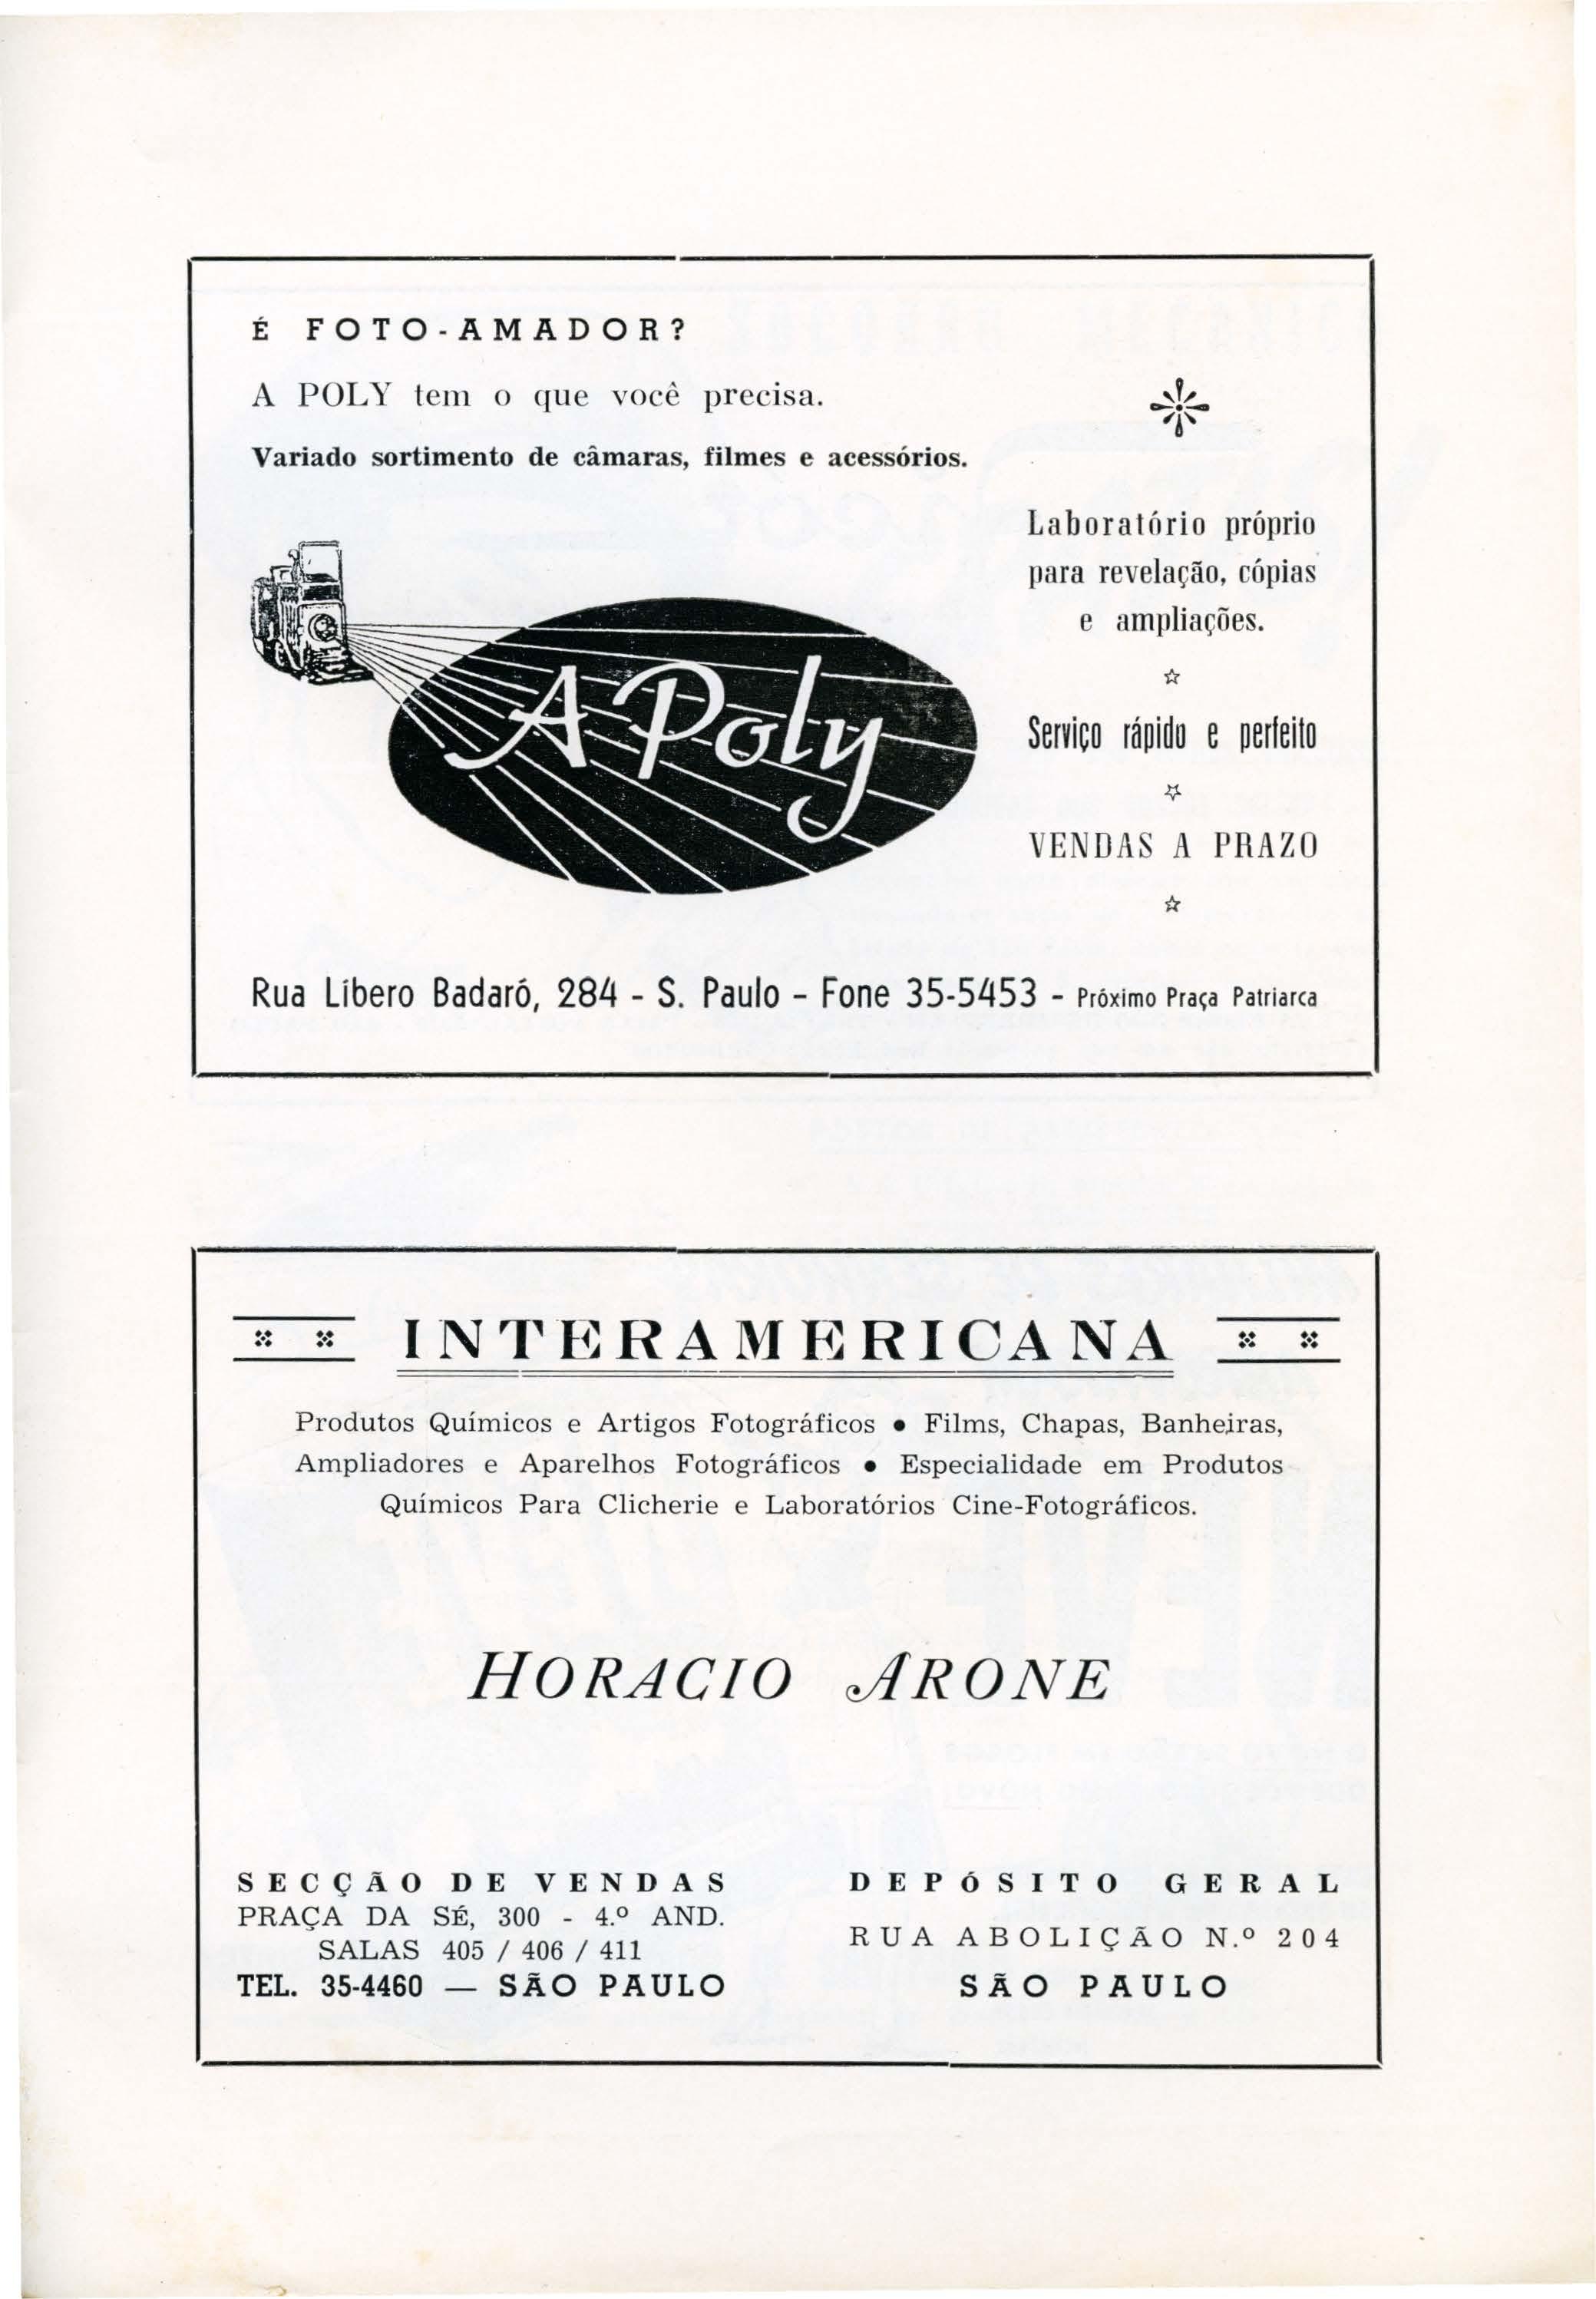 É FOTO-AMADOR?
A POLY tem o que você precisa.
Variado sortimento de câmaras, filmes e acessórios.
A Poly
Laboratório próprio
para revelação, cópias
e ampliações.
Serviço rápido e perfeito
VENDAS A PRAZO
Rua Líbero Badaró, 284 - S. Paulo - Fone 35-5453 - Próximo Praça Patriarca
INTERAMERICANA
Produtos Químicos e Artigos Fotográficos • Films, Chapas, Banheiras,
Ampliadores e Aparelhos Fotográficos • Especialidade em Produtos
Químicos Para Clicherie e Laboratórios Cine-Fotográficos.
HORACIO ARONE
SECÇÃO DE VENDAS
PRAÇA DA SÉ, 300 - 4.º AND.
SALAS 405 / 406 / 411
TEL. 35-4460 — SÃO PAULO
DEPÓSITO GERAL
RUA ABOLIÇÃO N.º 204
SÃO PAULO